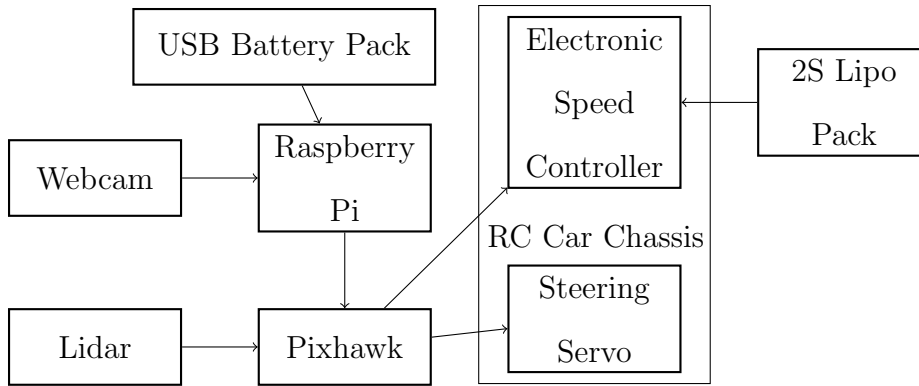 USB Battery Pack
Electronic
Speed
Controller
2S Lipo
Pack
Webcam
Raspberry
Pi
RC Car Chassis
Lidar
Pixhawk
Steering
Servo